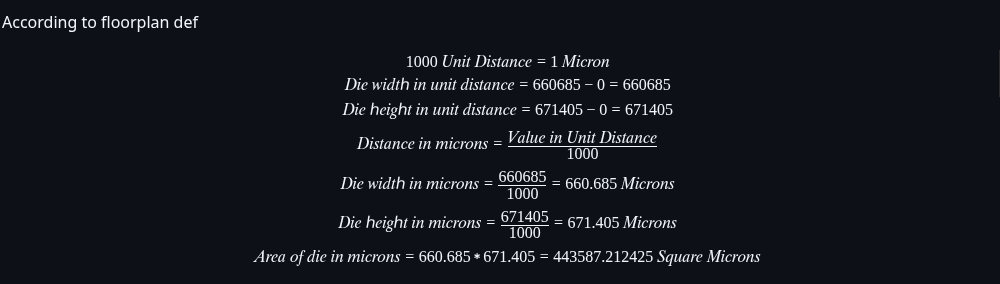 According to floorplan def
1000 Unit Distance = 1 Micron
Die width in unit distance = 660685 − 0 = 660685
Die height in unit distance = 671405 − 0 = 671405
Distance in microns = Value in Unit Distance / 1000
Die width in microns = 660685 / 1000 = 660.685 Microns
Die height in microns = 671405 / 1000 = 671.405 Microns
Area of die in microns = 660.685 * 671.405 = 443587.212425 Square Microns